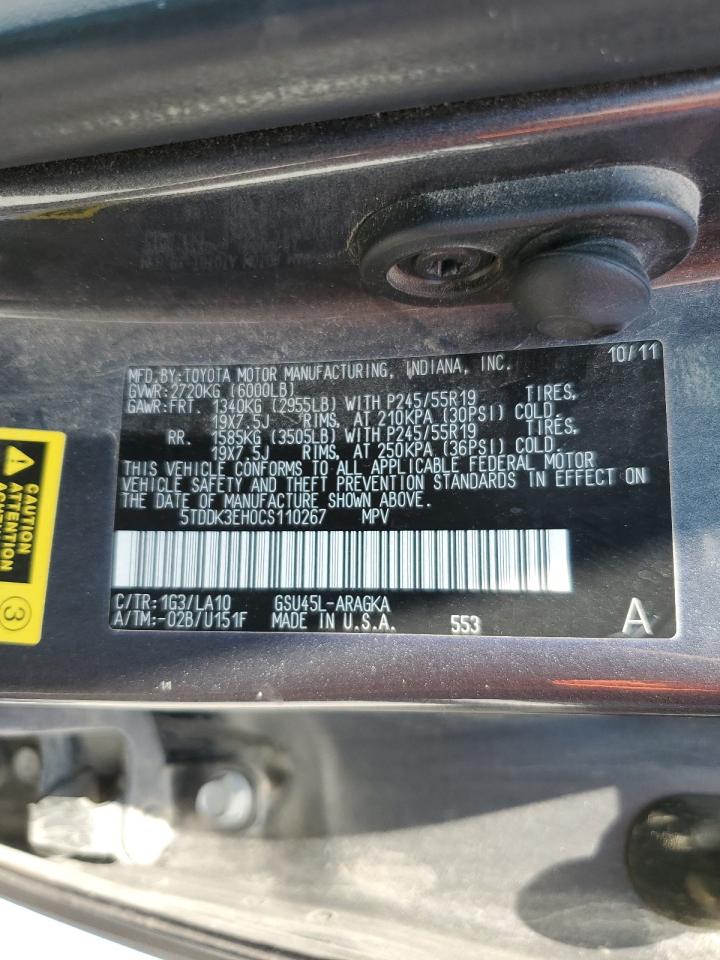 MFD.BY:TOYOTA MOTOR MANUFACTURING, INDIANA, INC. 10/11
GVWR:2720KG (6000LB)
GAWR:FRT. 1340KG (2955LB) WITH P245/55R19 TIRES,
19X7.5J RIMS, AT 210KPA (30PSI) COLD.
RR. 1585KG (3505LB) WITH P245/55R19 TIRES,
19X7.5J RIMS, AT 250KPA (36PSI) COLD.
THIS VEHICLE CONFORMS TO ALL APPLICABLE FEDERAL MOTOR
VEHICLE SAFETY AND THEFT PREVENTION STANDARDS IN EFFECT ON
THE DATE OF MANUFACTURE SHOWN ABOVE.
5TDDK3EH0CS110267 MPV
C/TR:1G3/LA10 GSU45L-ARAGKA
A/TM:-02B/U151F MADE IN U.S.A. 553 A
CAUTION
ATTENTION
3